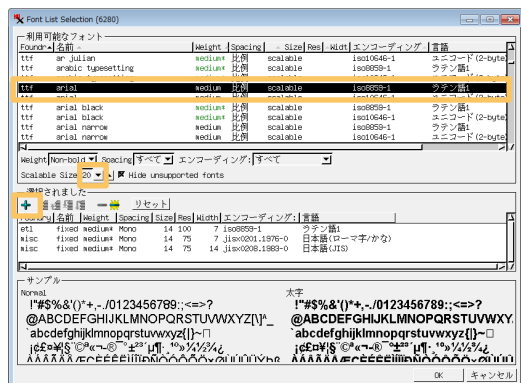 Font List Selection (6280)
利用可能なフォント
Foundr 名前 Weight Spacing Size Res Widt エンコーディング 言語
ttf ar julian medium* 比例 scalable iso10646-1 ユニコード(2-byte)
ttf arabic typesetting medium* 比例 scalable iso8859-1 ラテン語1
ttf arial medium* 比例 scalable iso8859-1 ラテン語1
ttf arial black medium* 比例 scalable iso8859-1 ラテン語1
ttf arial black medium* 比例 scalable iso10646-1 ユニコード(2-byte)
ttf arial narrow medium 比例 scalable iso8859-1 ラテン語1
ttf arial narrow medium 比例 scalable iso10646-1 ユニコード(2-byte)
Weight Non-bold Spacing すべて エンコーディング: すべて
Scalable Size 20 Hide unsupported fonts
選択されました
リセット
Foundry 名前 Weight Spacing Size Res Width エンコーディング: 言語
etl fixed medium* Mono 14 100 7 iso8859-1 ラテン語1
misc fixed medium* Mono 14 75 7 jisx0201.1976-0 日本語(ローマ字/かな)
misc fixed medium* Mono 14 75 14 jisx0208.1983-0 日本語(JIS)
サンプル
Normal 太字
!"#$%&'()*+,-./0123456789:;<=>? !"#$%&'()*+,-./0123456789:;<=>?
@ABCDEFGHIJKLMNOPQRSTUVWXYZ[\]^_ @ABCDEFGHIJKLMNOPQRSTUVWXY
`abcdefghijklmnopqrstuvwxyz{|}~□ `abcdefghijklmnopqrstuvwxyz{|}~□
OK キャンセル